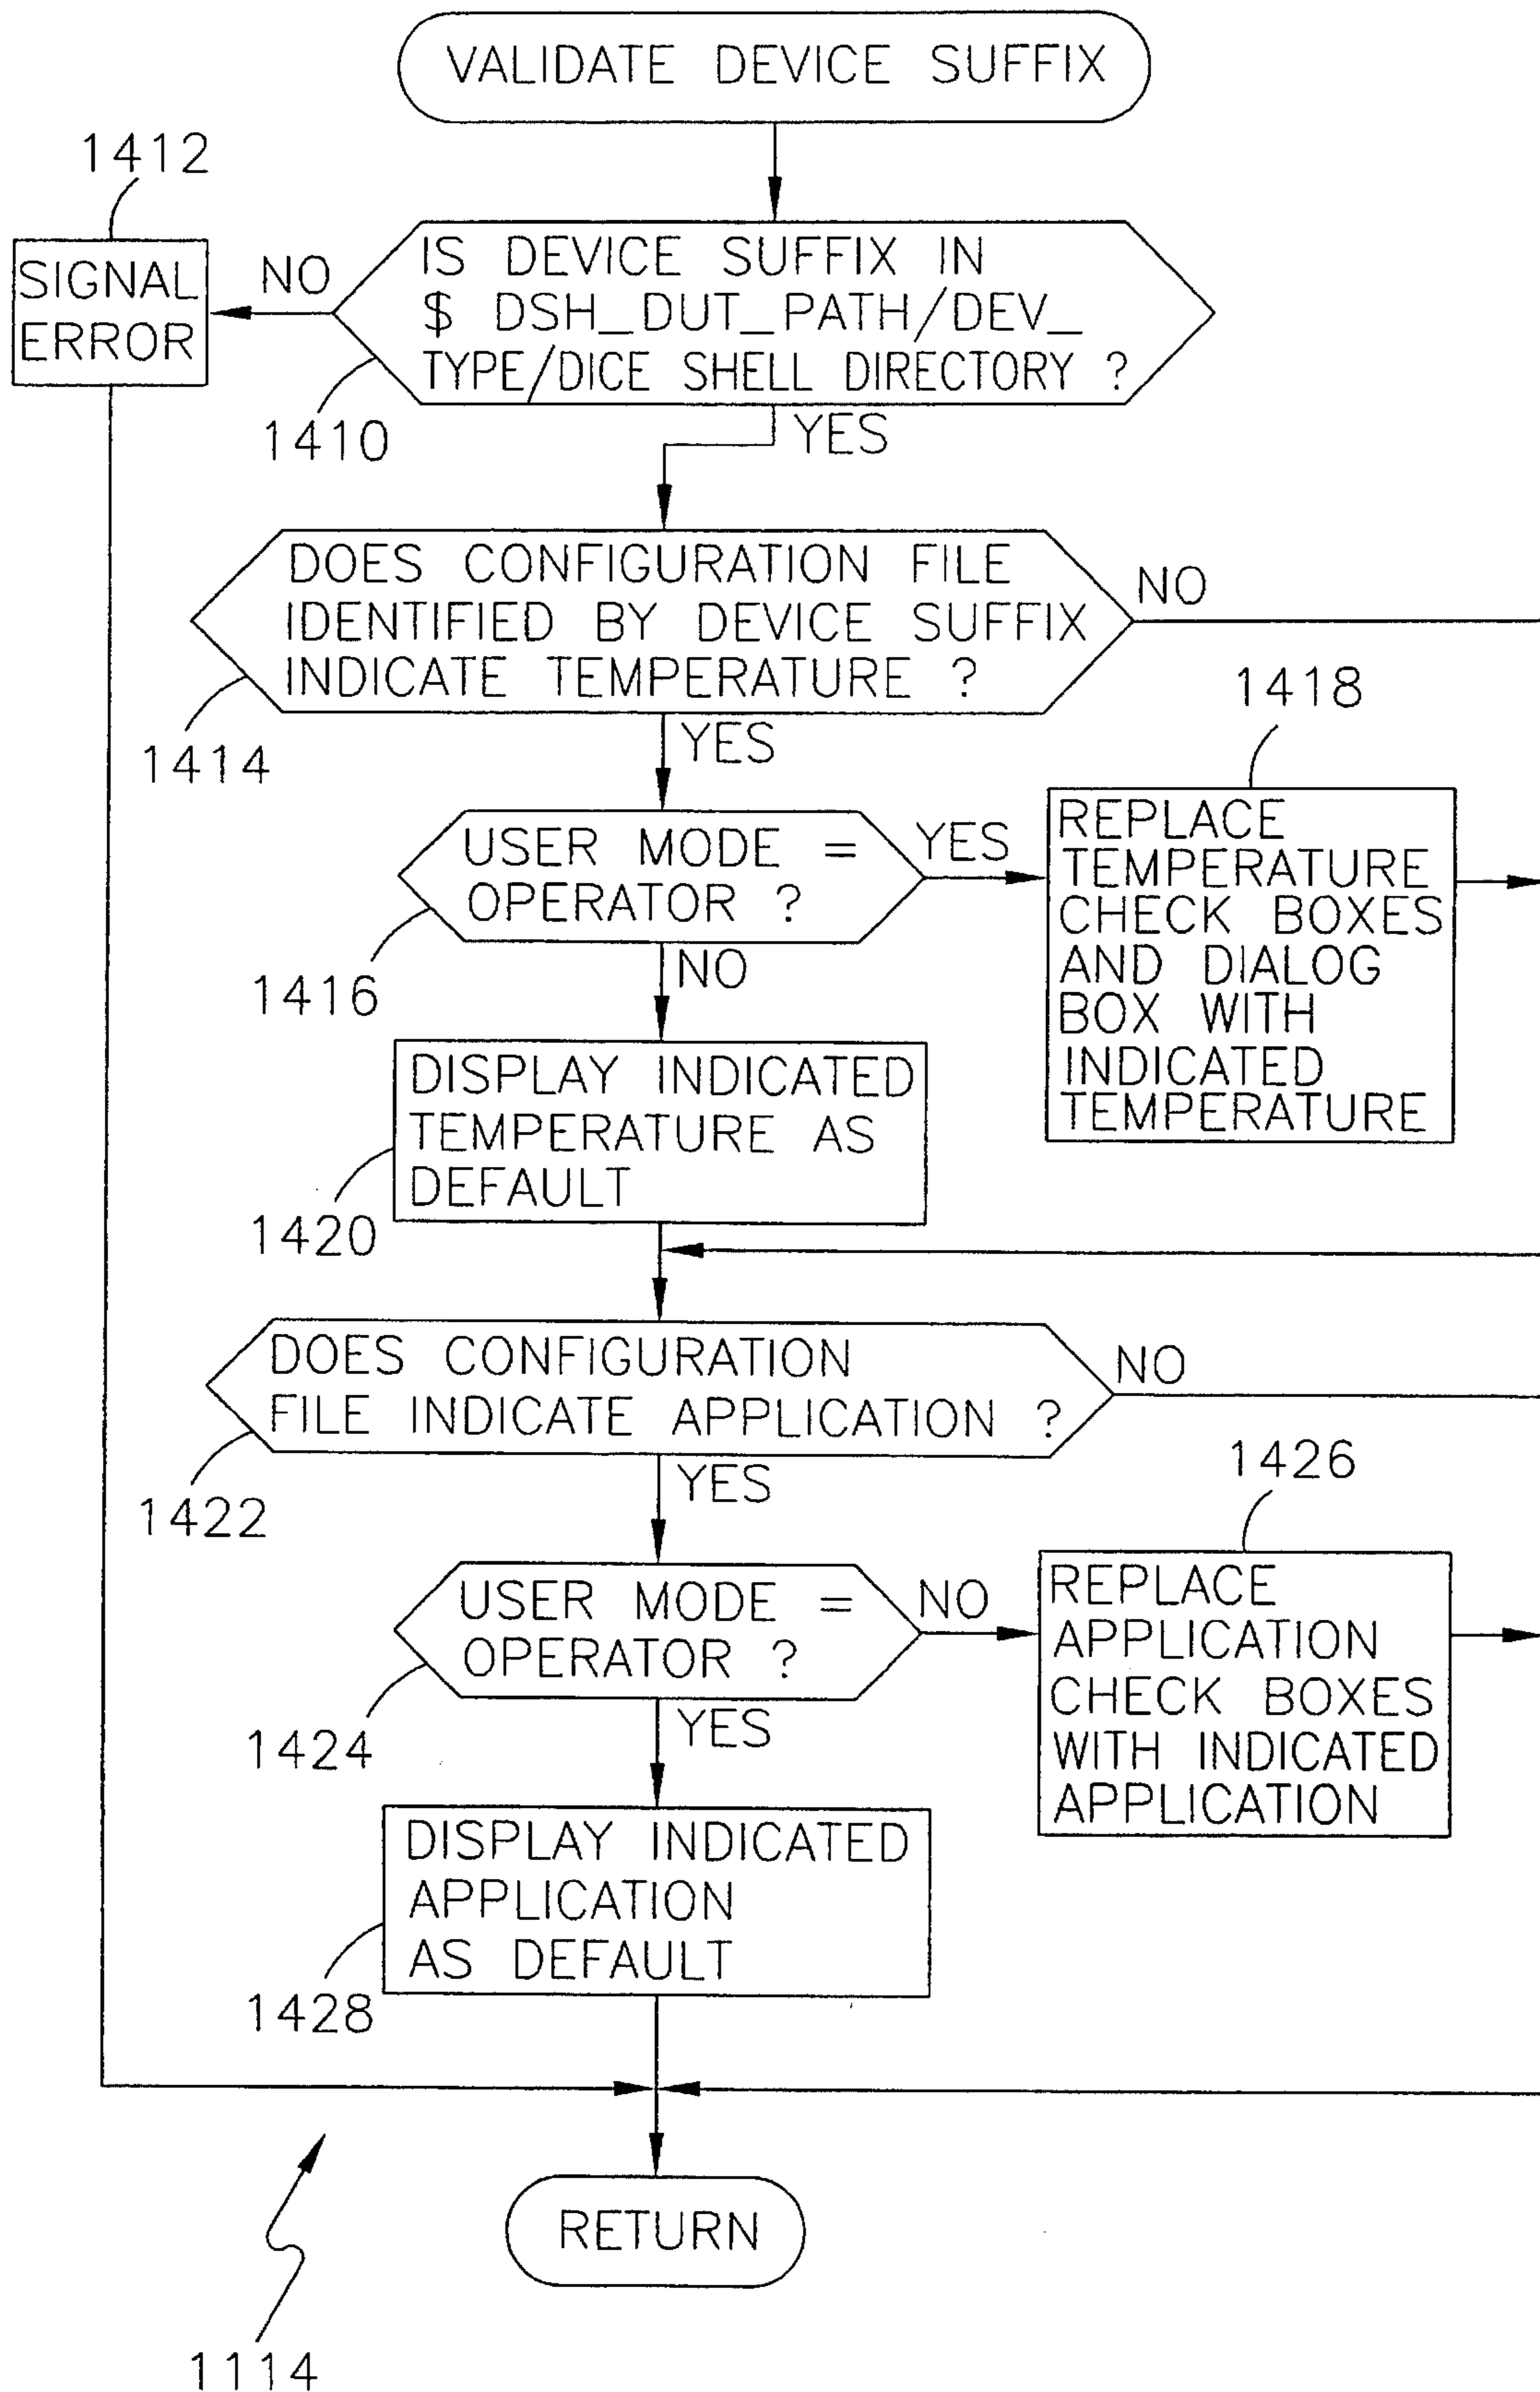 VALIDATE DEVICE SUFFIX
1412
SIGNAL
ERROR
NO
IS DEVICE SUFFIX IN
$ DSH_DUT_PATH/DEV_
TYPE/DICE SHELL DIRECTORY ?
1410
YES
DOES CONFIGURATION FILE
IDENTIFIED BY DEVICE SUFFIX
INDICATE TEMPERATURE ?
NO
1414
YES
1418
USER MODE =
OPERATOR ?
YES
1416
NO
REPLACE
TEMPERATURE
CHECK BOXES
AND DIALOG
BOX WITH
INDICATED
TEMPERATURE
DISPLAY INDICATED
TEMPERATURE AS
DEFAULT
1420
DOES CONFIGURATION
FILE INDICATE APPLICATION ?
NO
1422
YES
1426
USER MODE =
OPERATOR ?
NO
1424
YES
REPLACE
APPLICATION
CHECK BOXES
WITH INDICATED
APPLICATION
DISPLAY INDICATED
APPLICATION
AS DEFAULT
1428
RETURN
1114